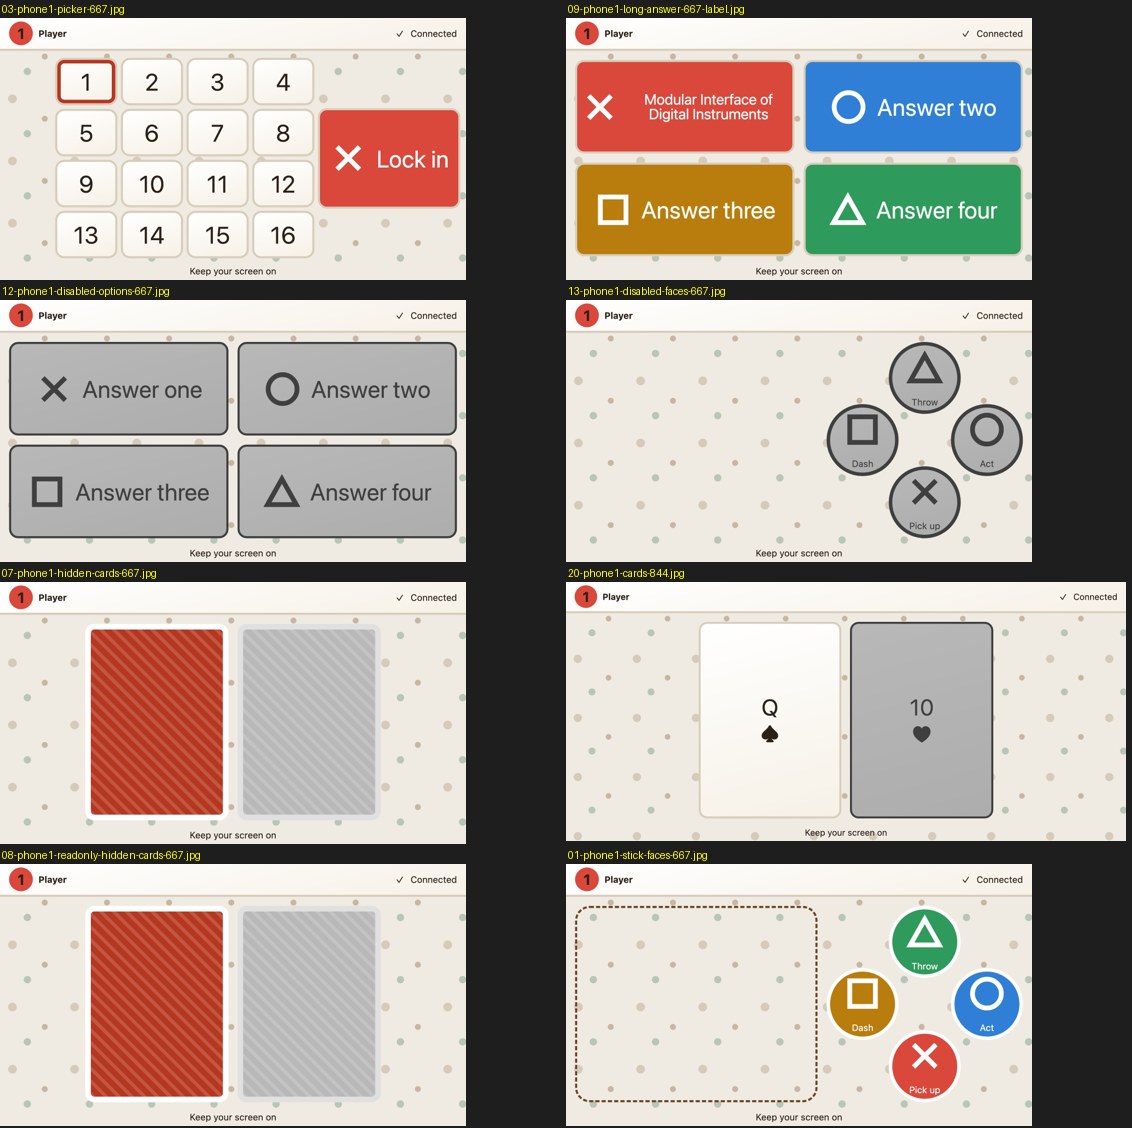 03-phone1-picker-667.jpg
1 Player ✓ Connected
1 2 3 4
5 6 7 8
9 10 11 12
13 14 15 16
Lock in
Keep your screen on
09-phone1-long-answer-667-label.jpg
1 Player ✓ Connected
Modular Interface of
Digital Instruments
Answer two
Answer three
Answer four
Keep your screen on
12-phone1-disabled-options-667.jpg
1 Player ✓ Connected
Answer one
Answer two
Answer three
Answer four
Keep your screen on
13-phone1-disabled-faces-667.jpg
1 Player ✓ Connected
Throw
Dash
Act
Pick up
Keep your screen on
07-phone1-hidden-cards-667.jpg
1 Player ✓ Connected
Keep your screen on
20-phone1-cards-844.jpg
1 Player ✓ Connected
Q
♠
10
♥
Keep your screen on
08-phone1-readonly-hidden-cards-667.jpg
1 Player ✓ Connected
Keep your screen on
01-phone1-stick-faces-667.jpg
1 Player ✓ Connected
Throw
Dash
Act
Pick up
Keep your screen on